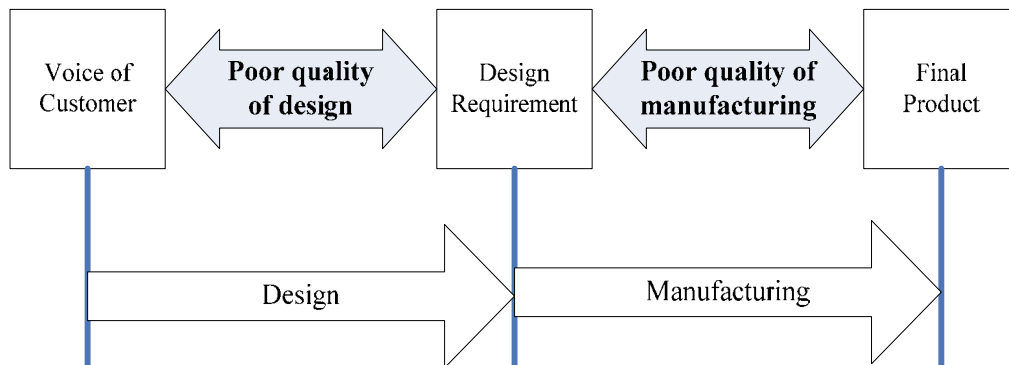 Voice of
Customer
Poor quality
of design
Design
Requirement
Poor quality of
manufacturing
Final
Product
Design
Manufacturing